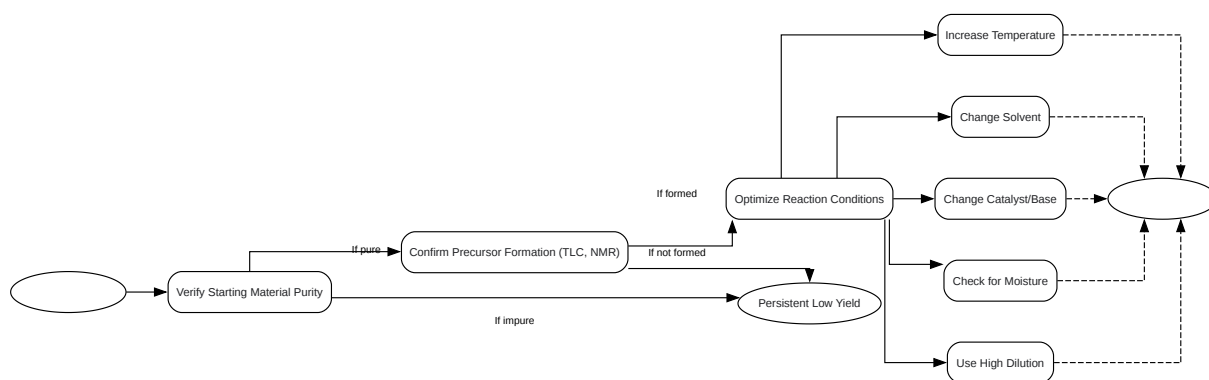 Increase Temperature
Change Solvent
If formed
Optimize Reaction Conditions
Change Catalyst/Base
If pure
Confirm Precursor Formation (TLC, NMR)
If not formed
Check for Moisture
Verify Starting Material Purity
Persistent Low Yield
If impure
Use High Dilution